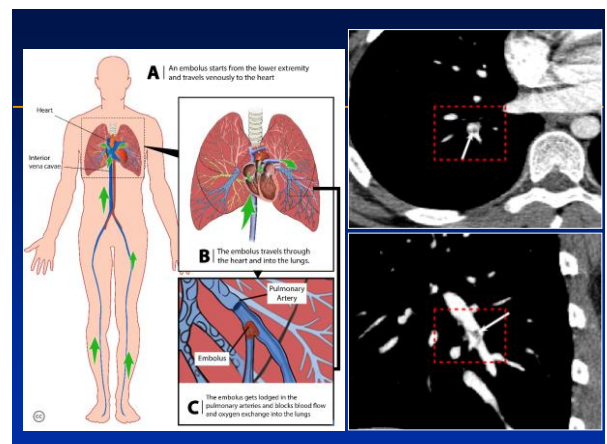 A An embolus starts from the lower extremity
and travels venously to the heart
Heart
Inferior
vena cavae
B The embolus travels through
the heart and into the lungs.
Pulmonary
Artery
Embolus
C The embolus gets lodged in
the pulmonary arteries and blocks blood flow
and oxygen exchange into the lungs
cc